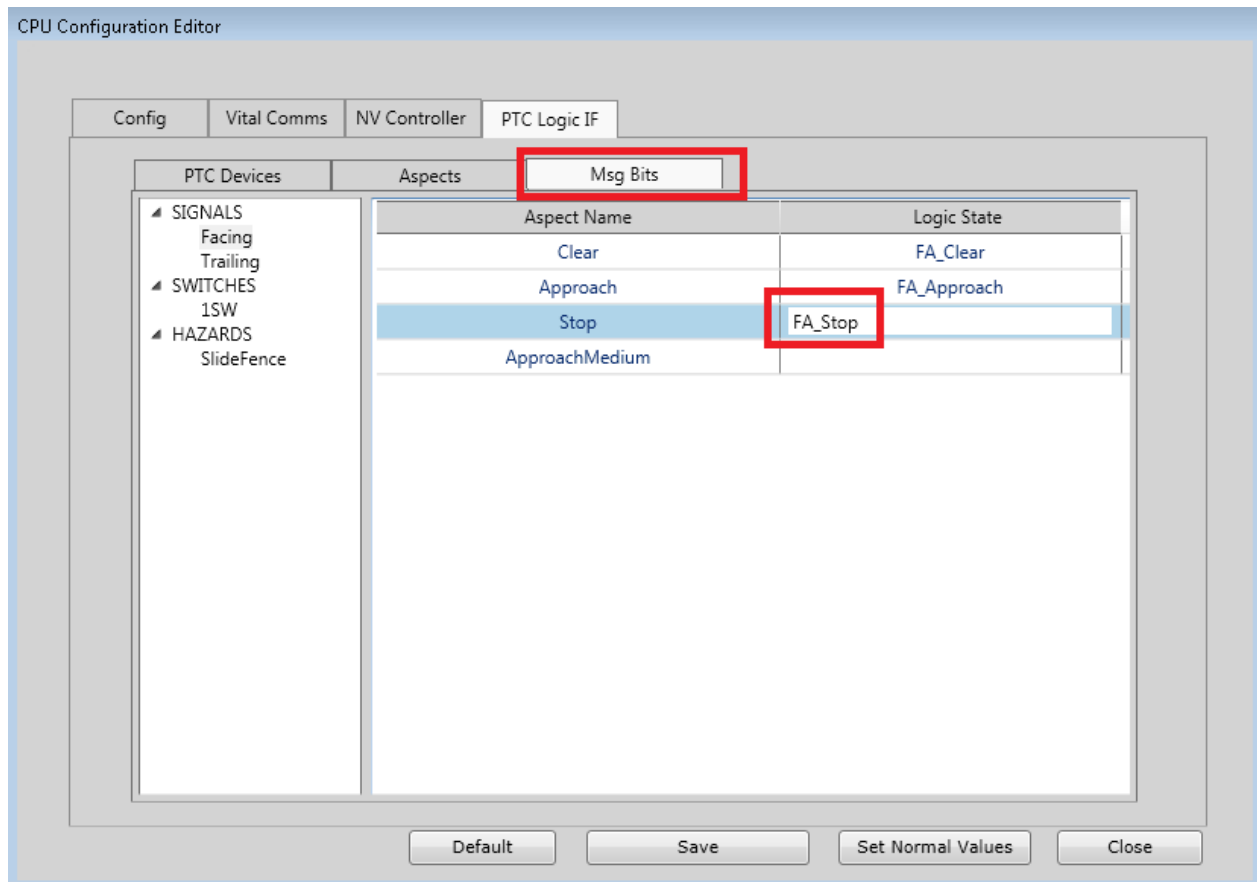 CPU Configuration Editor
Config Vital Comms NV Controller PTC Logic IF
PTC Devices Aspects Msg Bits
SIGNALS
Facing
Trailing
SWITCHES
1SW
HAZARDS
SlideFence
Aspect Name Logic State
Clear FA_Clear
Approach FA_Approach
Stop FA_Stop
ApproachMedium
Default Save Set Normal Values Close